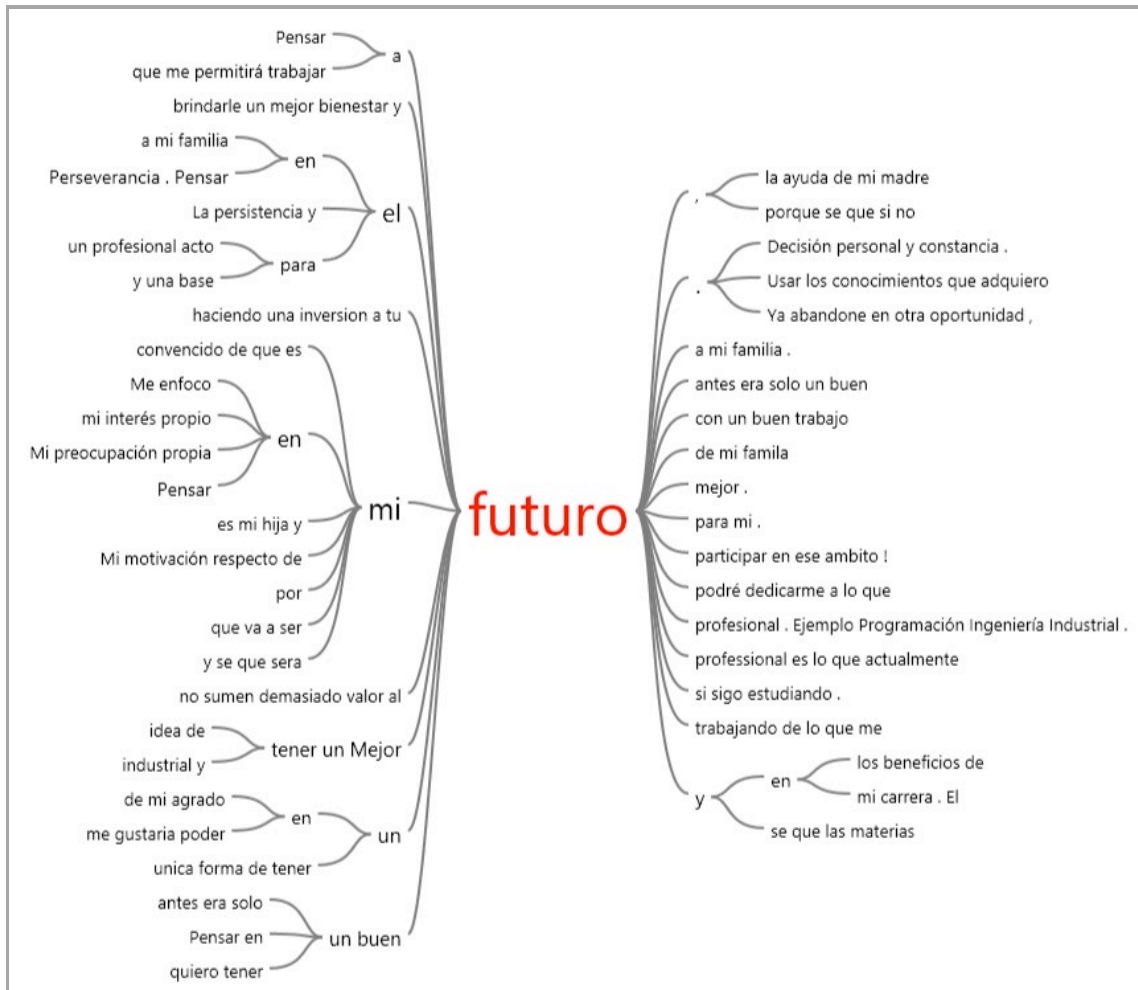 Pensar
a
que me permitirá trabajar
brindarle un mejor bienestar y
a mi familia
en
Perseverancia . Pensar
La persistencia y
el
un profesional acto
para
y una base
haciendo una inversion a tu
convencido de que es
Me enfoco
mi interés propio
en
Mi preocupación propia
Pensar
mi
es mi hija y
Mi motivación respecto de
por
que va a ser
y se que sera
no sumen demasiado valor al
idea de
tener un Mejor
industrial y
de mi agrado
en
me gustaria poder
un
unica forma de tener
antes era solo
Pensar en
un buen
quiero tener
futuro
la ayuda de mi madre
,
porque se que si no
Decisión personal y constancia .
.
Usar los conocimientos que adquiero
Ya abandone en otra oportunidad ,
a mi familia .
antes era solo un buen
con un buen trabajo
de mi famila
mejor .
para mi .
participar en ese ambito !
podré dedicarme a lo que
profesional . Ejemplo Programación Ingeniería Industrial .
professional es lo que actualmente
si sigo estudiando .
trabajando de lo que me
los beneficios de
en
mi carrera . El
y
se que las materias